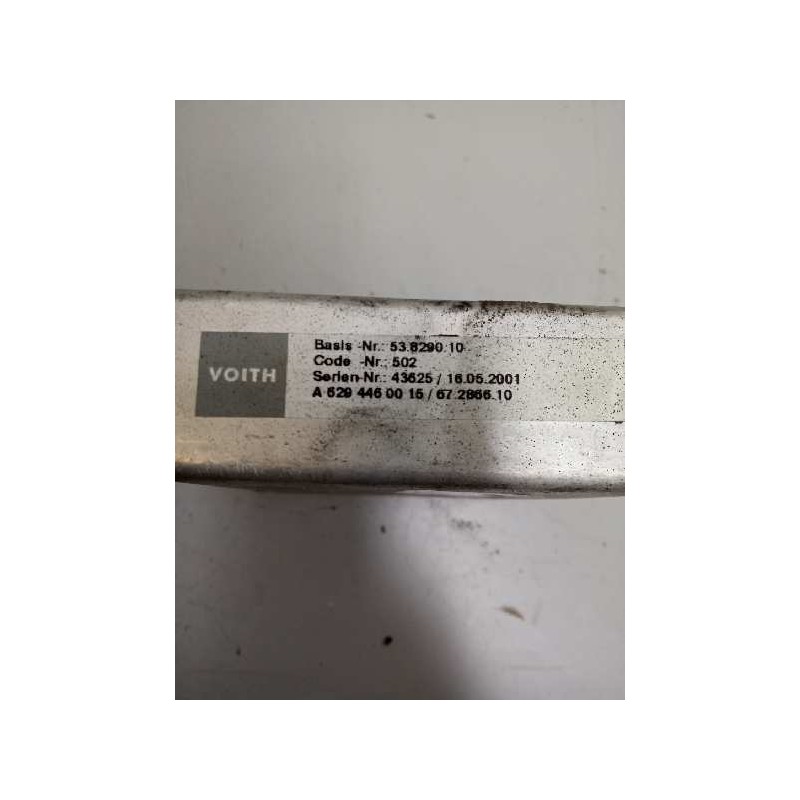 VOITH
Basis -Nr.: 53.8290.10
Code -Nr.: 502
Serien-Nr.: 43625 / 16.05.2001
A 629 446 00 15 / 67.2866.10